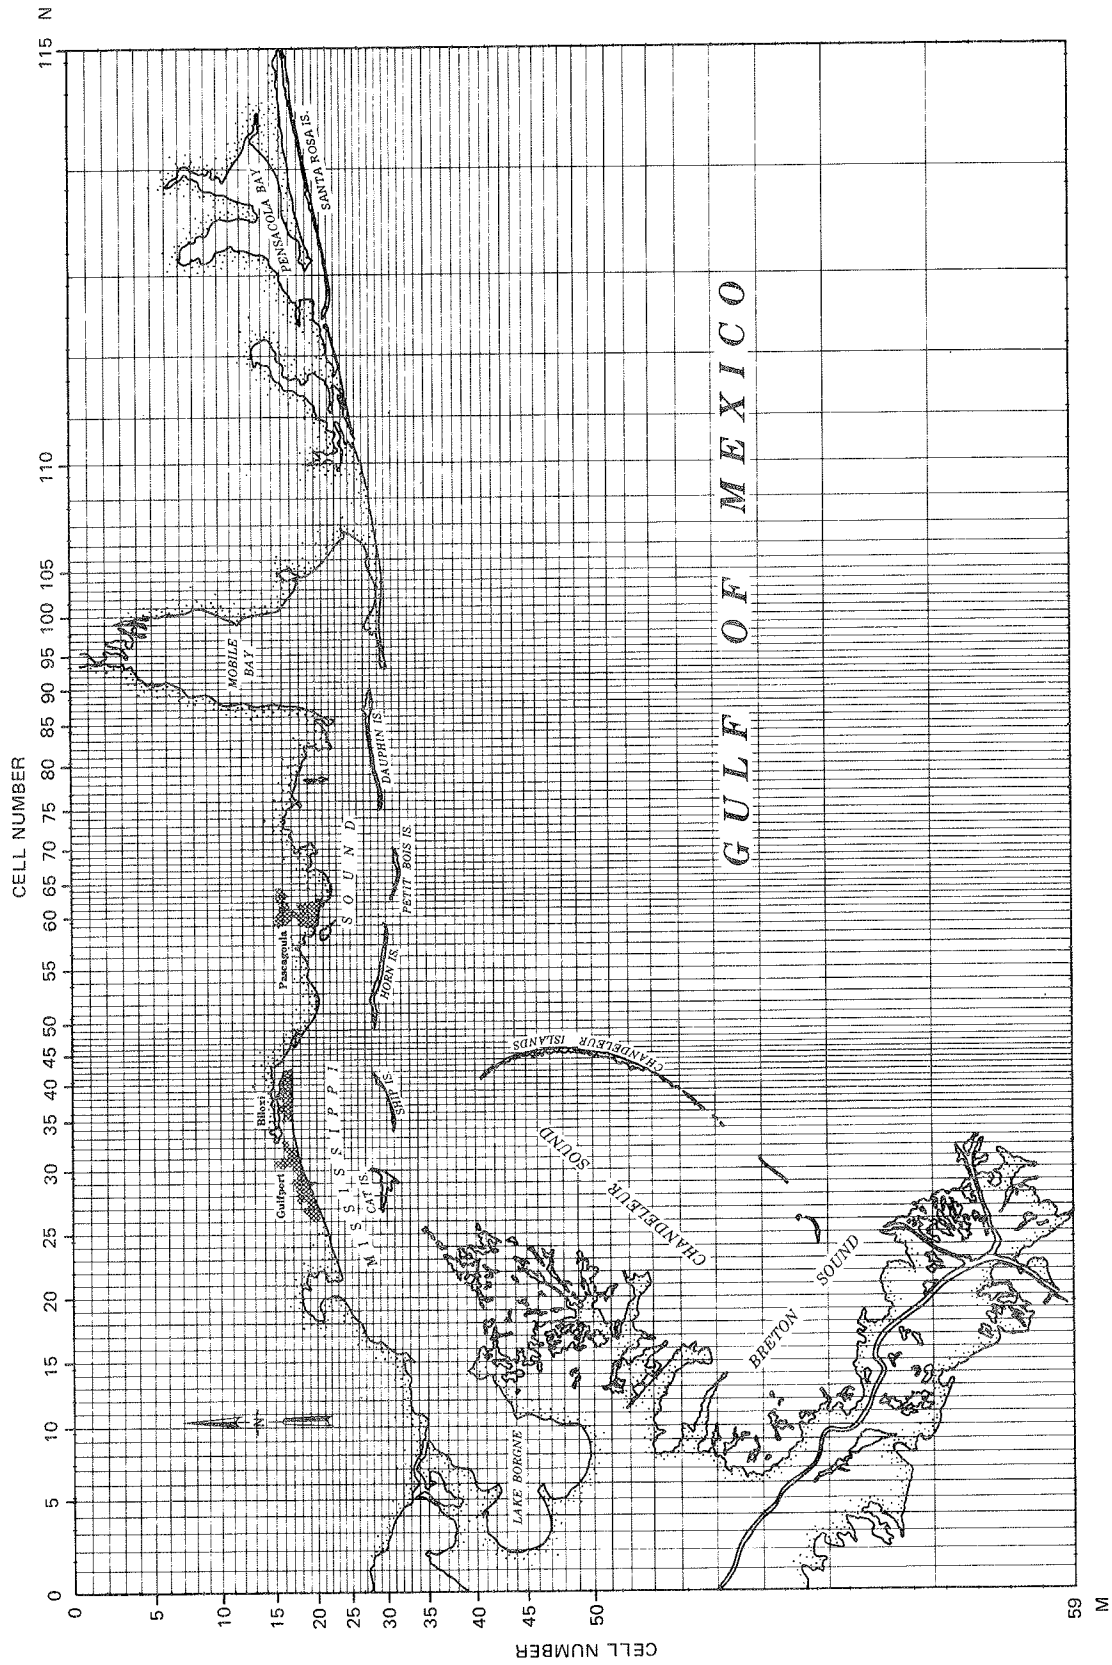 CELL NUMBER
0 5 10 15 20 25 30 35 40 45 50 55 60 65 70 75 80 85 90 95 100 105 110 115 N
CELL NUMBER
0
5
10
15
20
25
30
35
40
45
50
59
M
N
MOBILE
BAY
PENSACOLA BAY
SANTA ROSA IS.
Gulfport
Biloxi
Pascagoula
MISSISSIPPI SOUND
CAT IS.
SHIP IS.
HORN IS.
PETIT BOIS IS.
DAUPHIN IS.
LAKE BORGNE
CHANDELEUR ISLANDS
CHANDELEUR SOUND
BRETON SOUND
GULF OF MEXICO